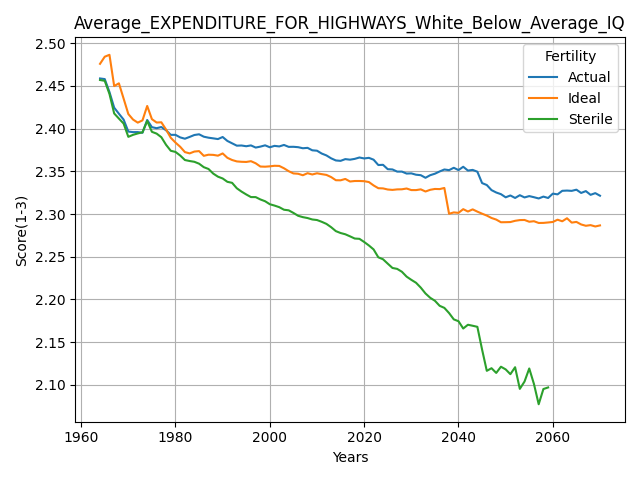 Average_EXPENDITURE_FOR_HIGHWAYS_White_Below_Average_IQ
Fertility
Actual
Ideal
Sterile
2.50
2.45
2.40
2.35
2.30
2.25
2.20
2.15
2.10
Score(1-3)
1960
1980
2000
2020
2040
2060
Years